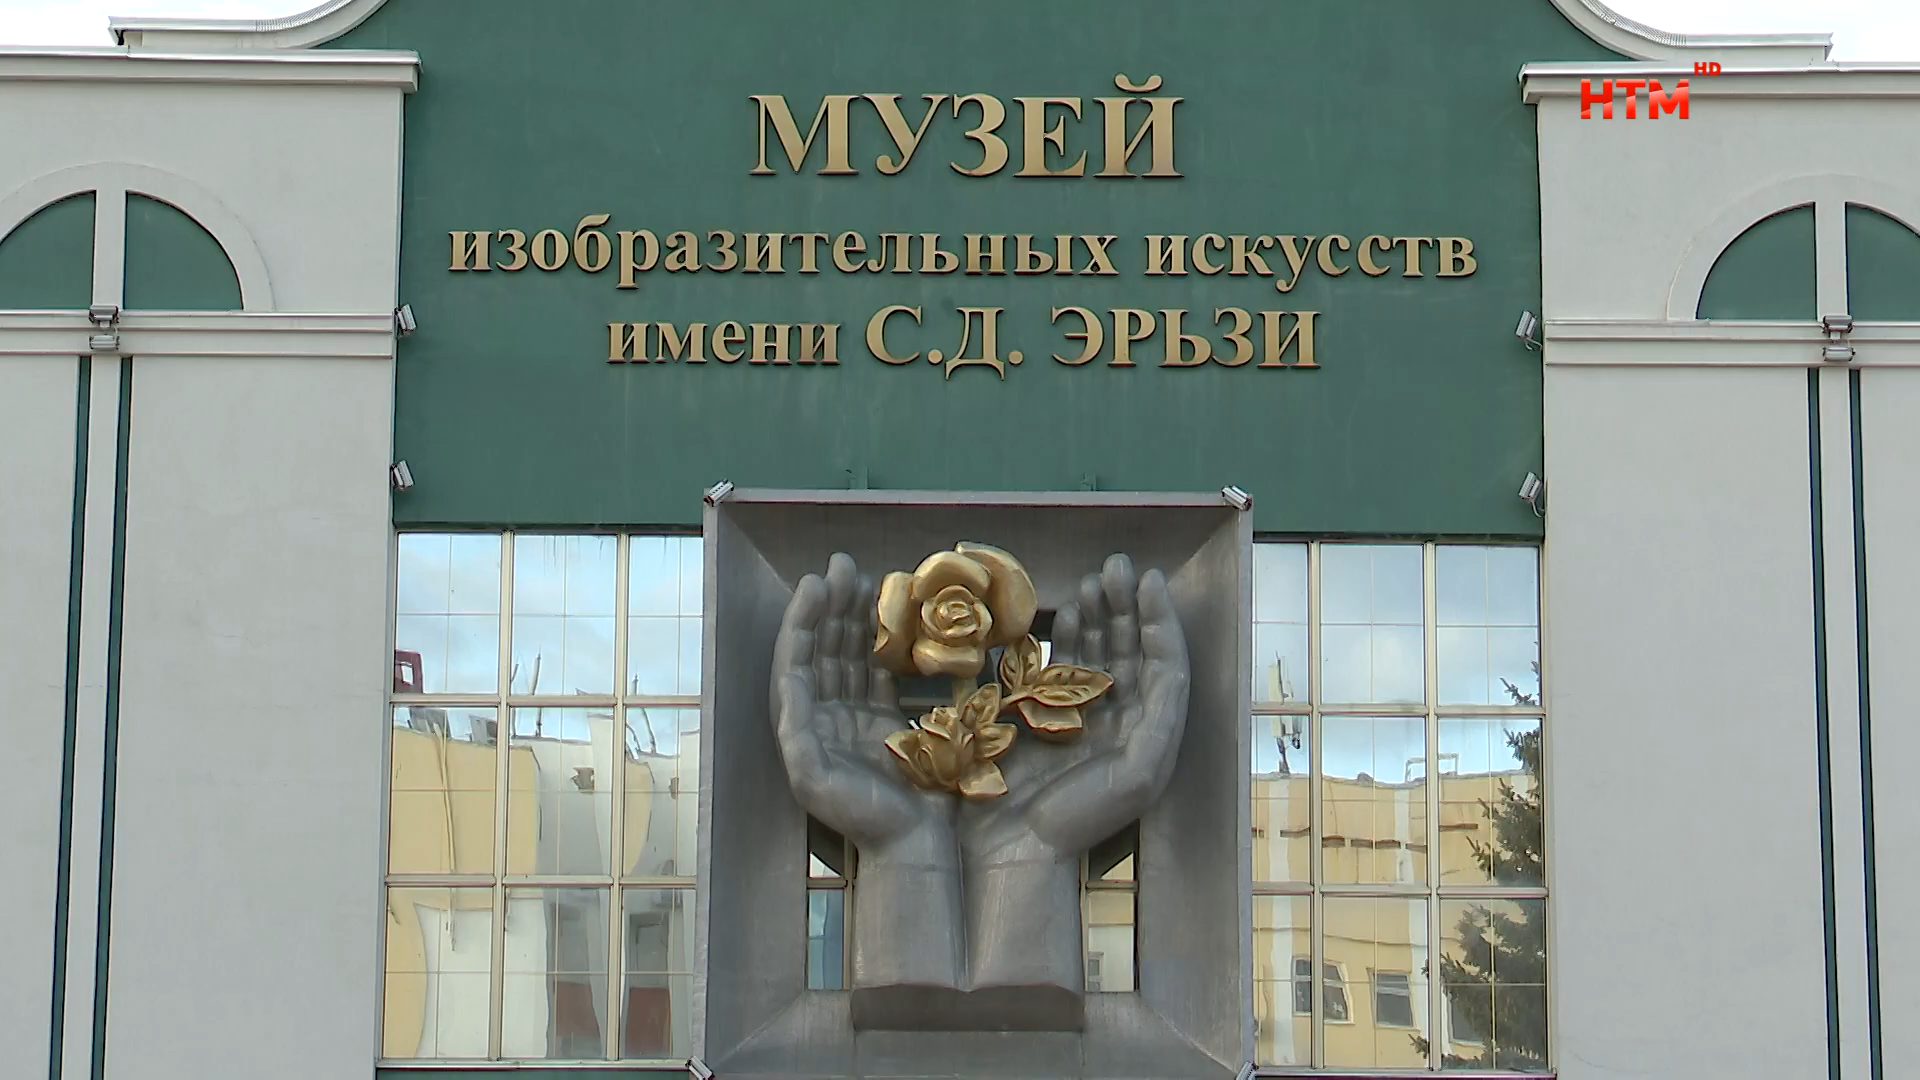 HD
НТМ
МУЗЕЙ
изобразительных искусств
имени С.Д. ЭРЬЗИ